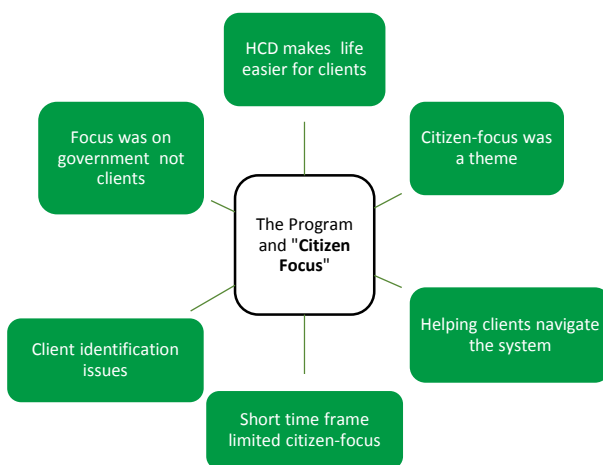 HCD makes life
easier for clients
Focus was on
government not
clients
Citizen-focus was
a theme
The Program
and "Citizen
Focus"
Helping clients navigate
the system
Client identification
issues
Short time frame
limited citizen-focus